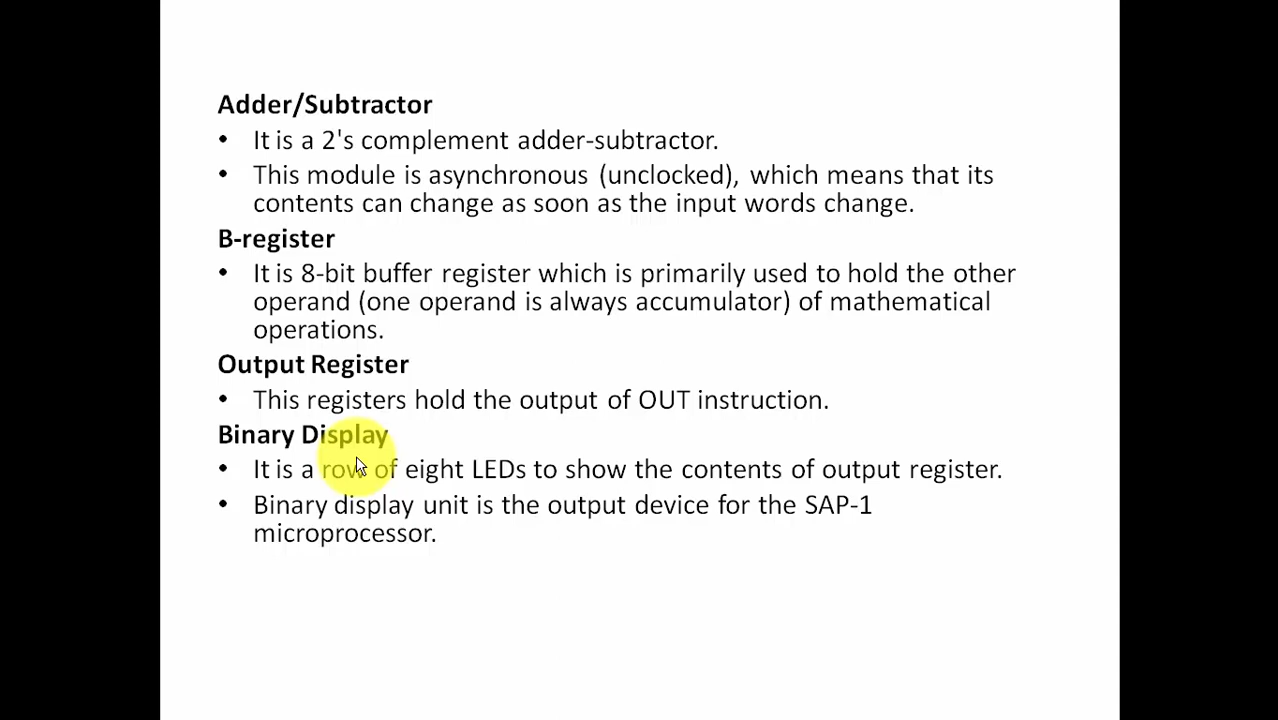 Adder/Subtractor
• It is a 2's complement adder-subtractor.
• This module is asynchronous (unclocked), which means that its
contents can change as soon as the input words change.
B-register
• It is 8-bit buffer register which is primarily used to hold the other
operand (one operand is always accumulator) of mathematical
operations.
Output Register
• This registers hold the output of OUT instruction.
Binary Display
• It is a row of eight LEDs to show the contents of output register.
• Binary display unit is the output device for the SAP-1
microprocessor.